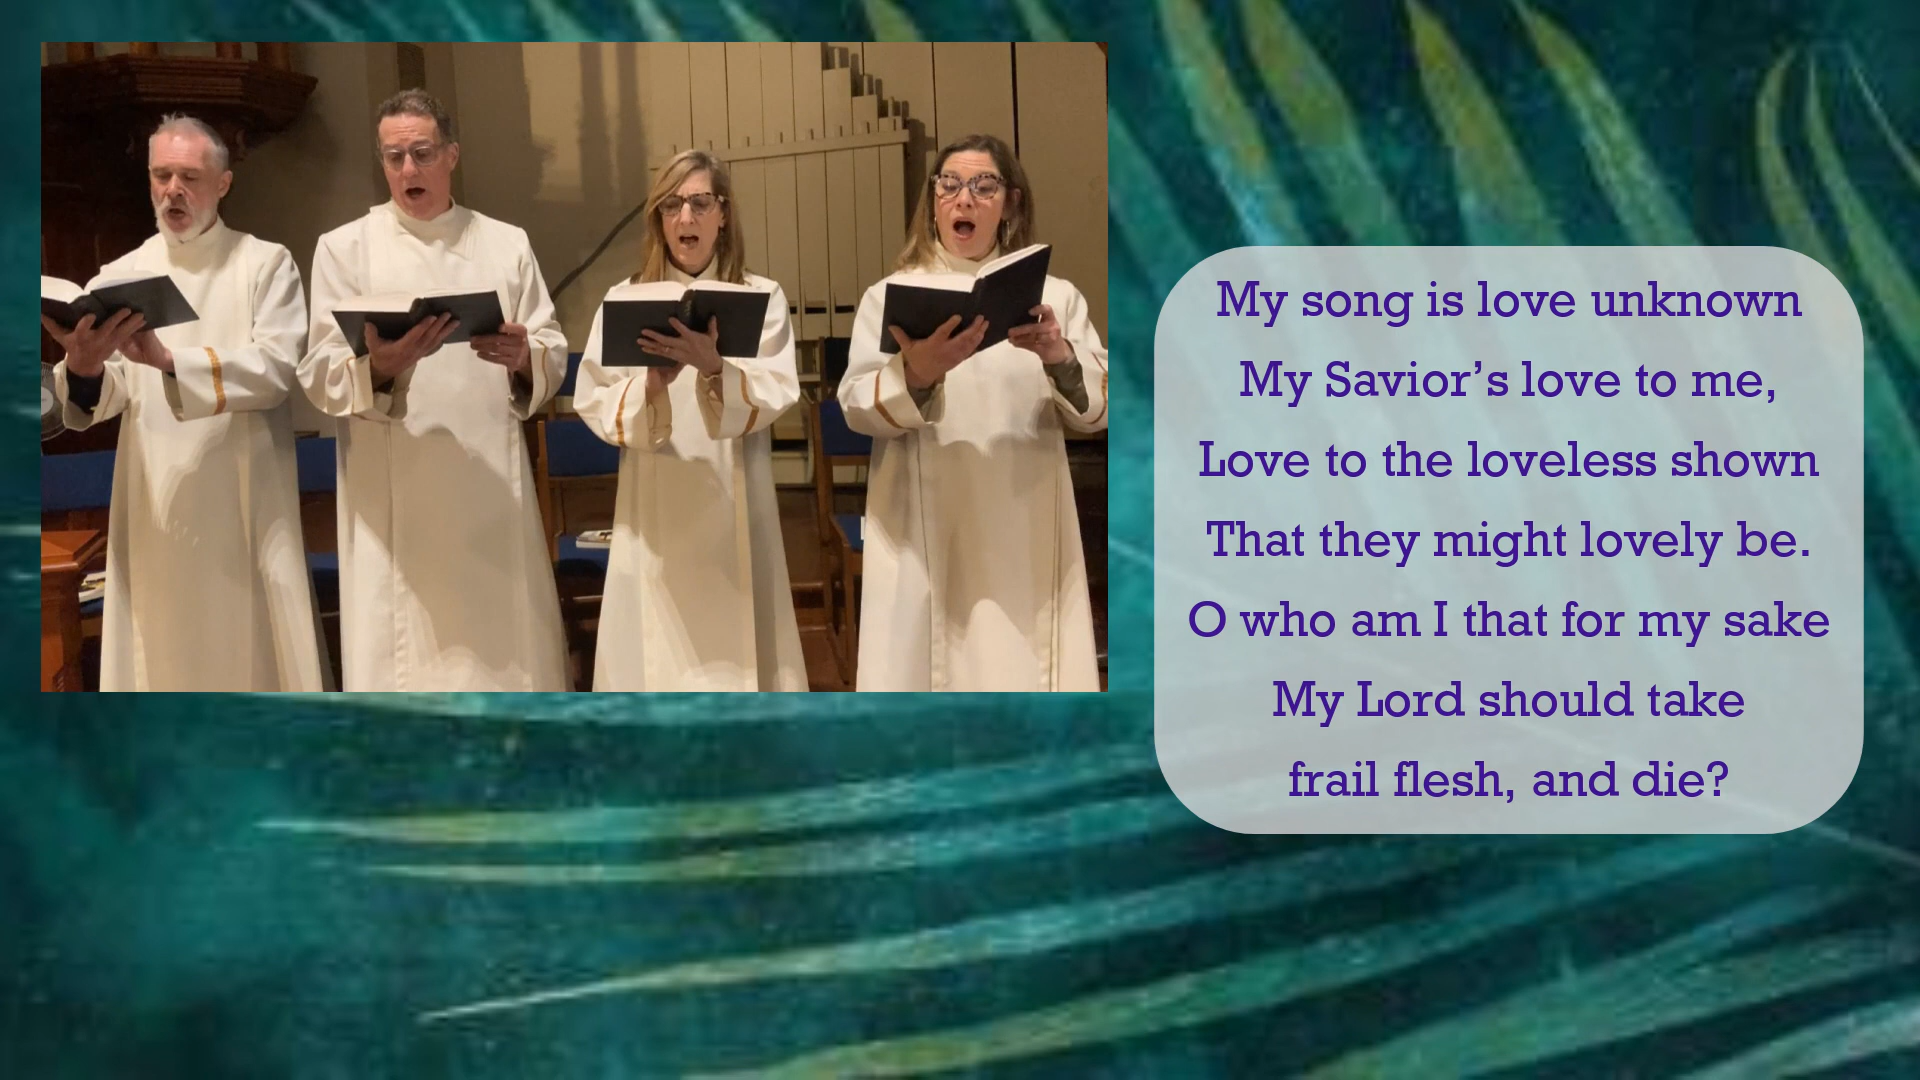 My song is love unknown
My Savior’s love to me,
Love to the loveless shown
That they might lovely be.
O who am I that for my sake
My Lord should take
frail flesh, and die?